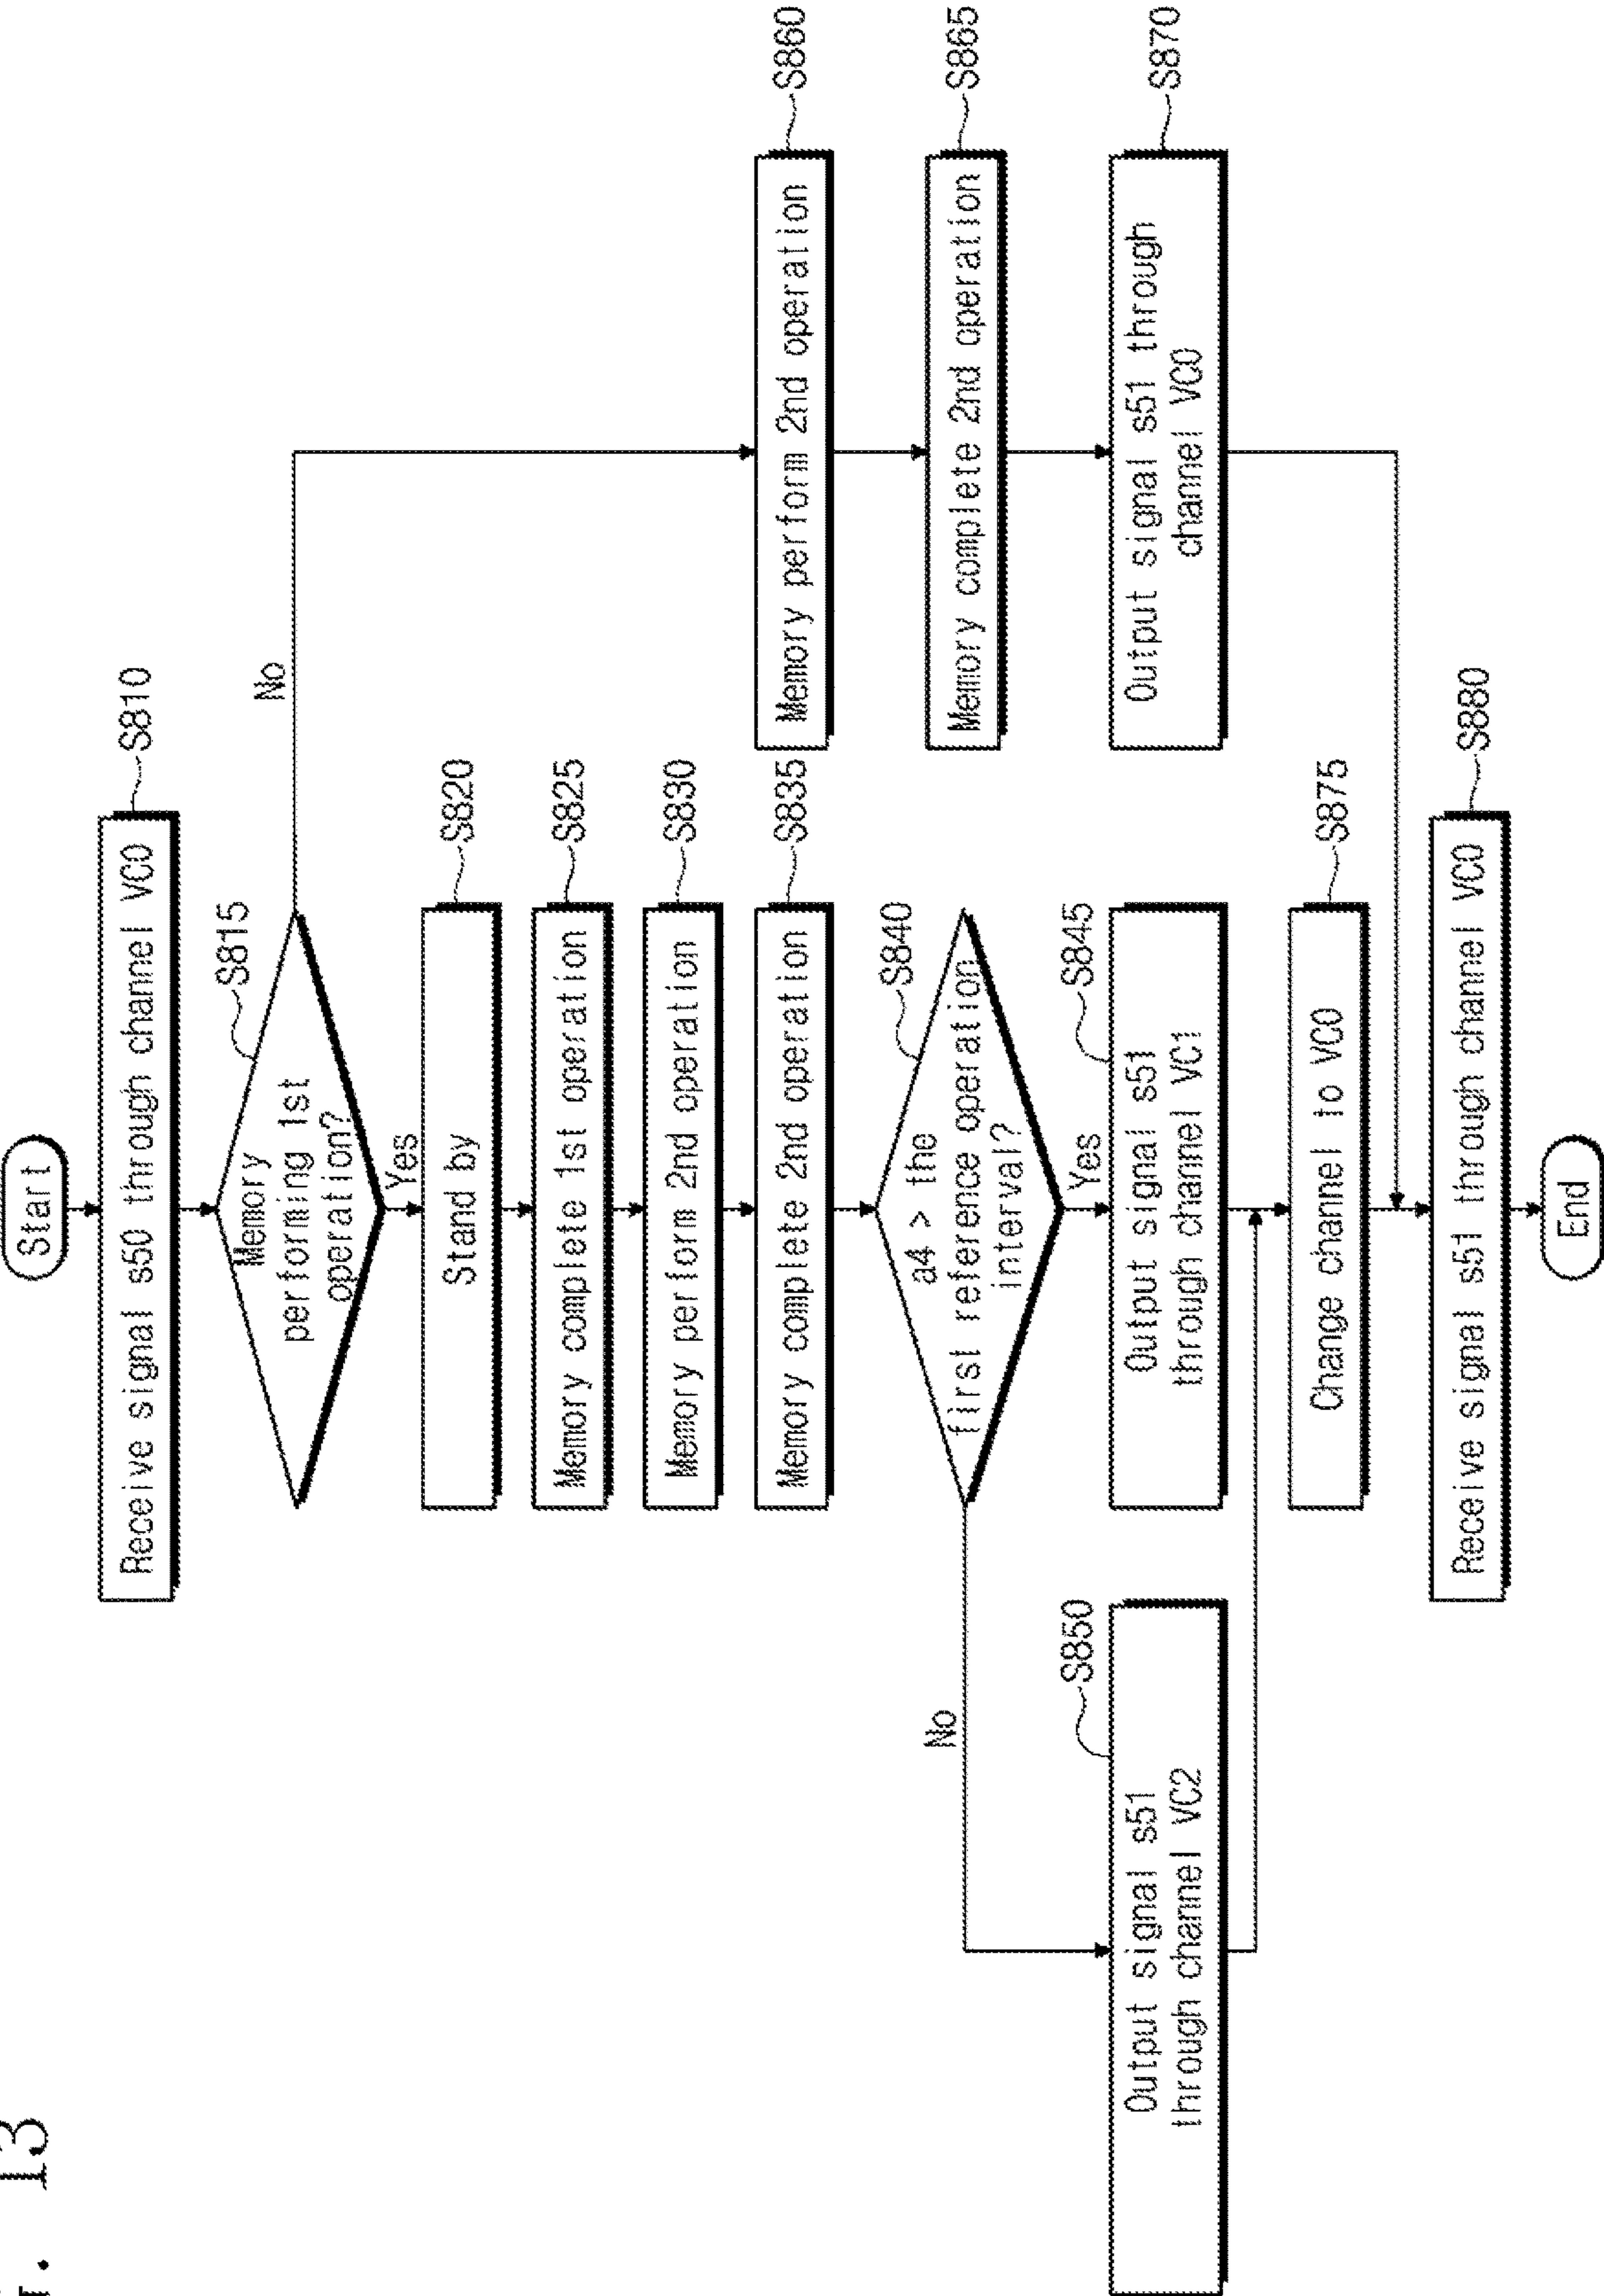 13
Start
Receive signal s50 through channel VC0
S810
Memory
performing 1st
operation?
S815
Yes
No
Stand by
S820
Memory complete 1st operation
S825
Memory perform 2nd operation
S830
Memory complete 2nd operation
S835
Memory perform 2nd operation
S860
a4 > the
first reference operation
interval?
S840
Yes
No
Memory complete 2nd operation
S865
Output signal s51
through channel VC2
S850
Output signal s51
through channel VC1
S845
Output signal s51 through
channel VC0
S870
Change channel to VC0
S875
Receive signal s51 through channel VC0
S880
End